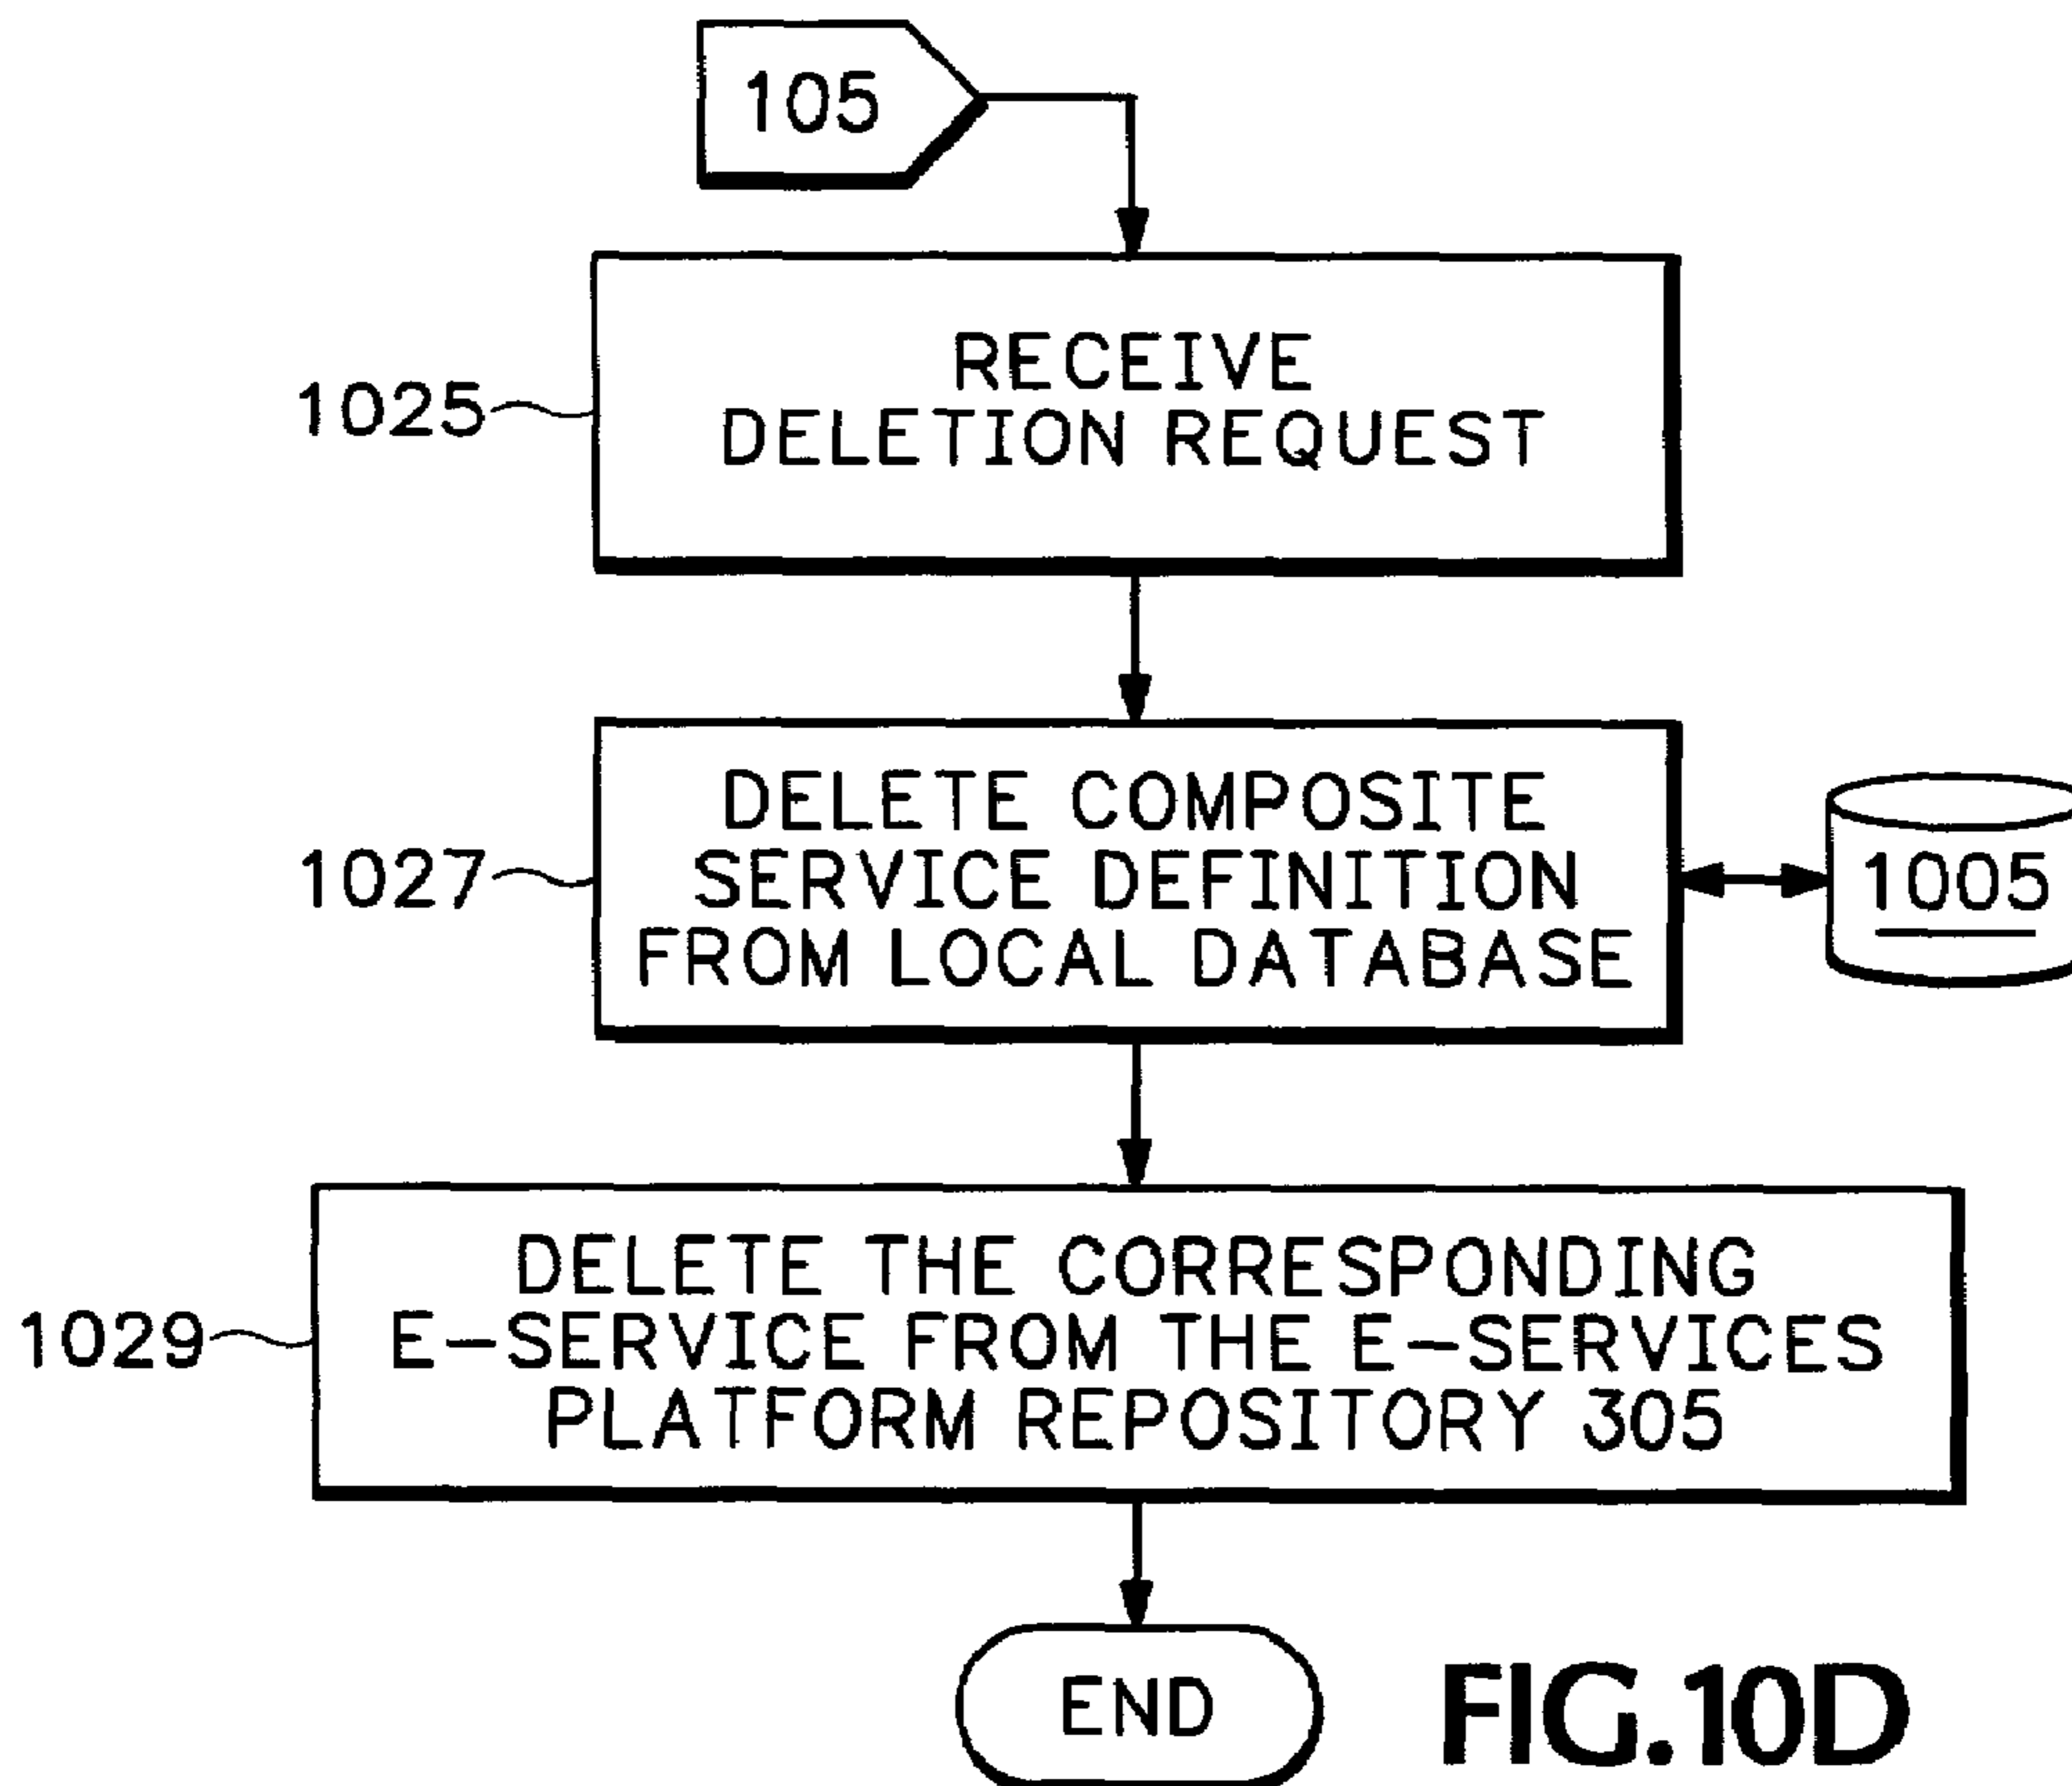 105
RECEIVE
DELETION REQUEST
1025
DELETE COMPOSITE
SERVICE DEFINITION
FROM LOCAL DATABASE
1027
1005
DELETE THE CORRESPONDING
E-SERVICE FROM THE E-SERVICES
PLATFORM REPOSITORY 305
1029
END
FIG.10D